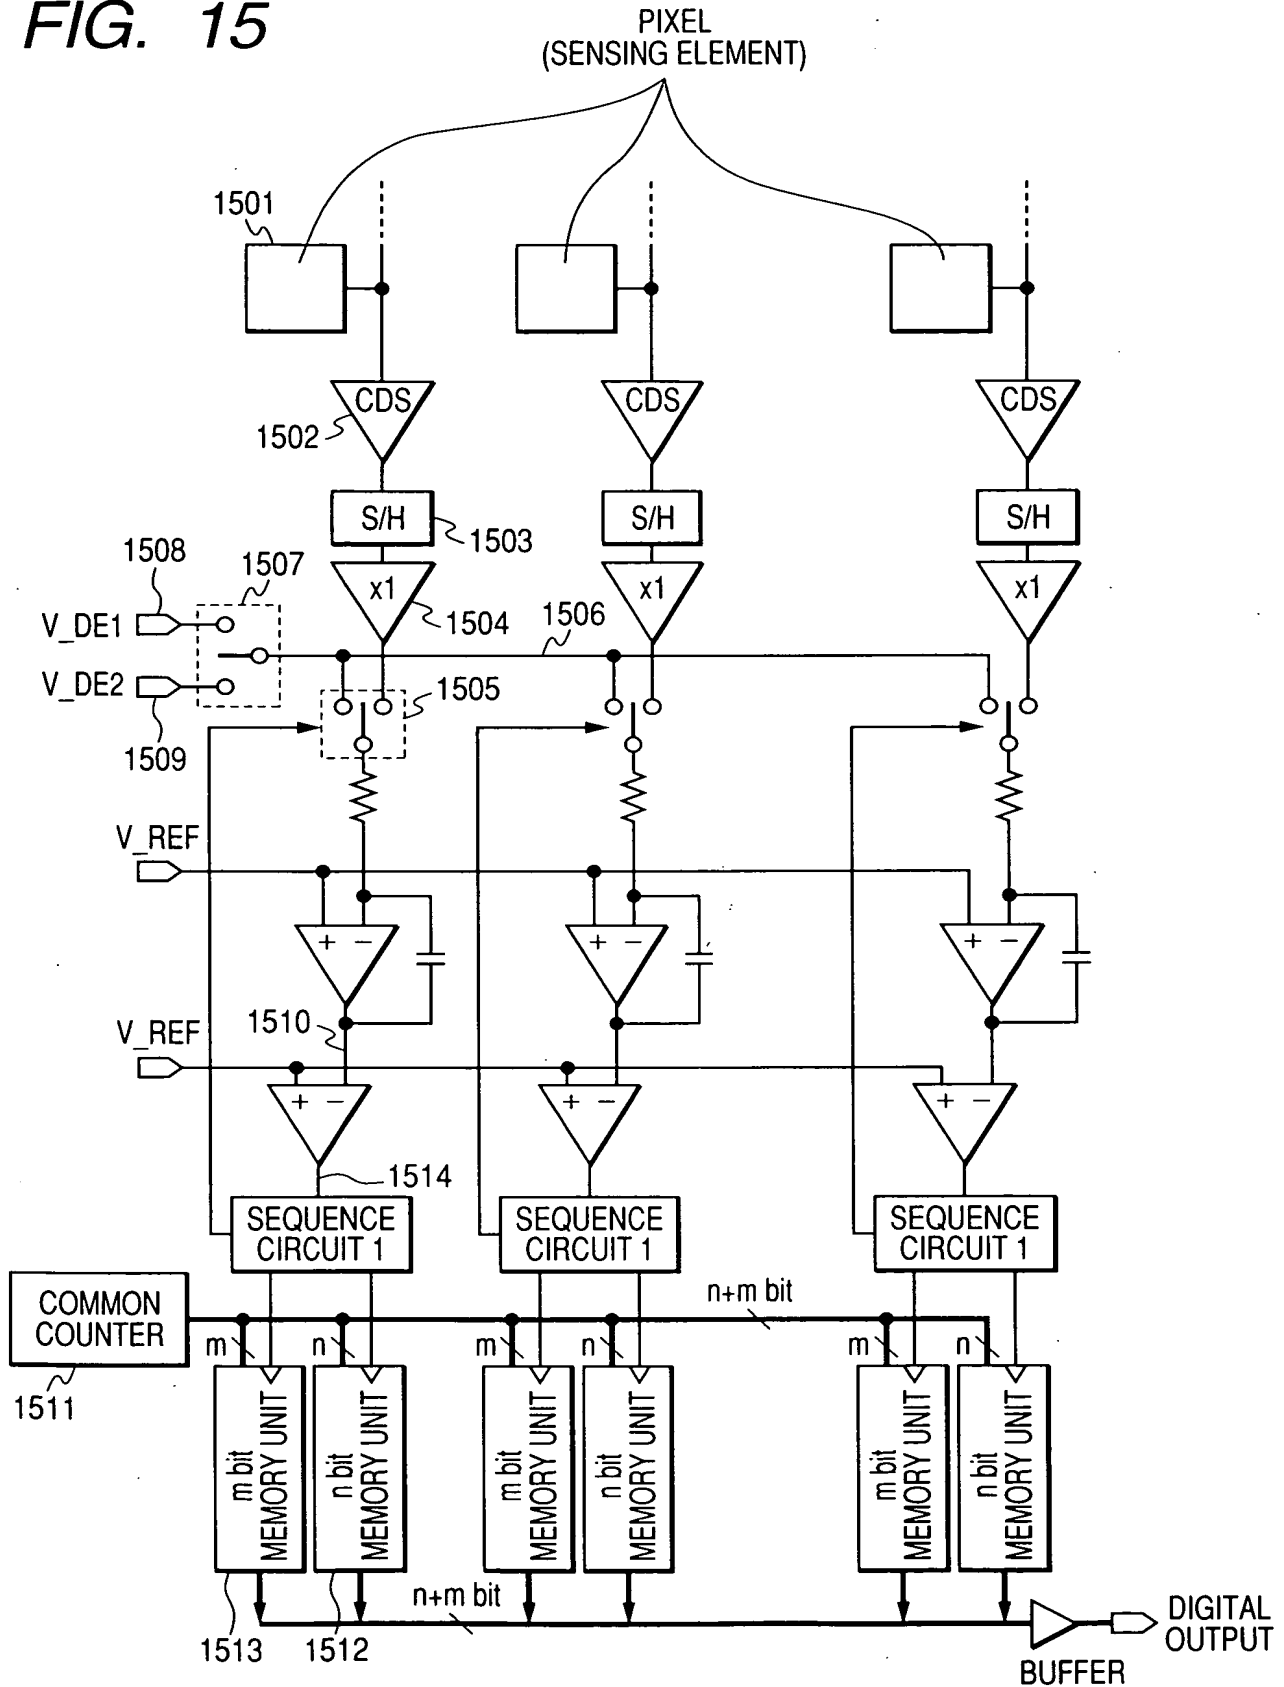 FIG. 15
PIXEL
(SENSING ELEMENT)
1501
CDS
CDS
CDS
1502
S/H
S/H
S/H
1503
1508
1507
x1
x1
x1
V_DE1
1504
1506
V_DE2
1505
1509
V_REF
+ −
+ −
+ −
1510
V_REF
+ −
+ −
+ −
1514
SEQUENCE
CIRCUIT 1
SEQUENCE
CIRCUIT 1
SEQUENCE
CIRCUIT 1
COMMON
COUNTER
n+m bit
m
n
m
n
m
n
1511
m bit
MEMORY UNIT
n bit
MEMORY UNIT
m bit
MEMORY UNIT
n bit
MEMORY UNIT
m bit
MEMORY UNIT
n bit
MEMORY UNIT
n+m bit
1513
1512
DIGITAL
OUTPUT
BUFFER